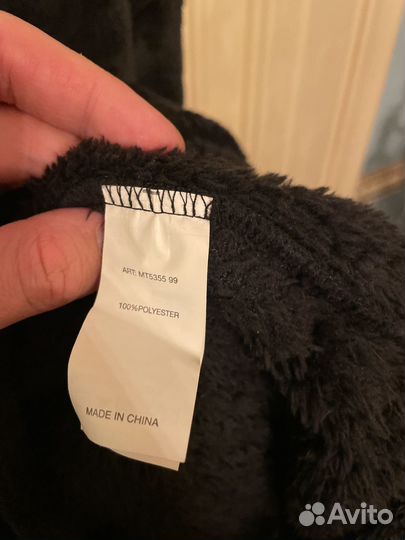 ART: MT5355 99
100%POLYESTER
MADE IN CHINA
Avito